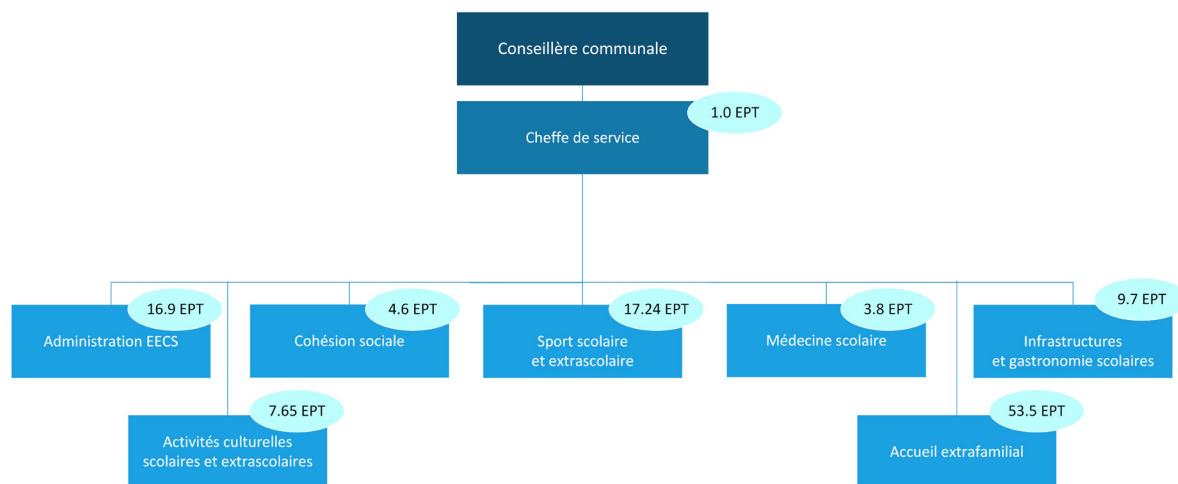 Conseillère communale
1.0 EPT
Cheffe de service
16.9 EPT
Administration EECS
4.6 EPT
Cohésion sociale
17.24 EPT
Sport scolaire
et extrascolaire
3.8 EPT
Médecine scolaire
9.7 EPT
Infrastructures
et gastronomie scolaires
7.65 EPT
Activités culturelles
scolaires et extrascolaires
53.5 EPT
Accueil extrafamilial